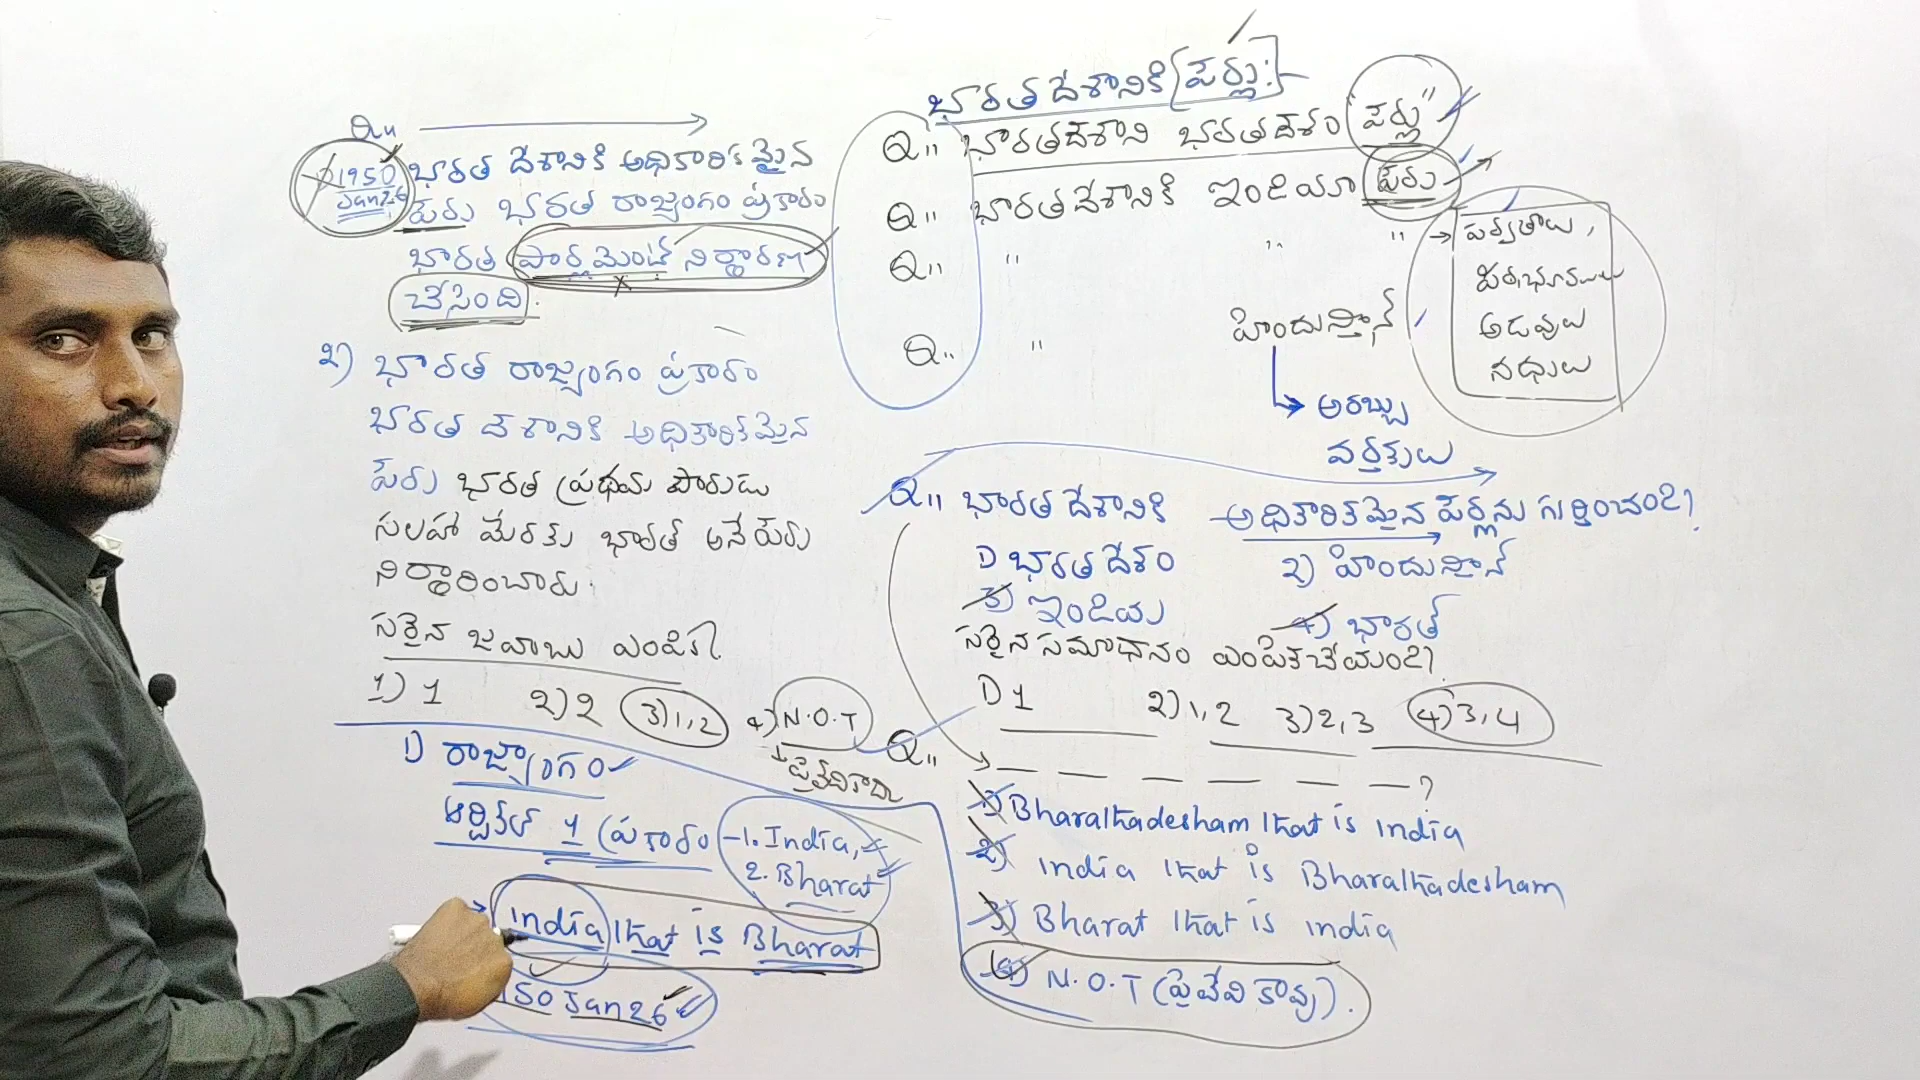 భారత దేశానికి పేర్లు:-
Q.. భారతదేశాని భరతదేశం "పేర్లు"
Q.. భారతదేశానికి ఇండియా పేరు
Q.. " " " → పర్వతాలు,
పీఠభూములు
అడవులు
నదులు
Q.. " హిందుస్తాన్
→ అరబ్బు
వర్తకులు
Q..
1) 1950 భారత దేశానికి అధికారికమైన
Jan 26 పేరు భారత రాజ్యంగం ప్రకారం
భారత పార్లమెంట్ నిర్ధారణ
చేసింది.
2) భారత రాజ్యంగం ప్రకారం
భారత దేశానికి అధికారికమైన
పేరు భారత ప్రథమ పౌరుడు
సలహా మేరకు భారత్ అనే పేరు
నిర్ధారించారు.
సరైన జవాబు ఎంపిక
1) 1 2) 2 3) 1,2 4) N.O.T
పైవేవికాదు
1) రాజ్యాంగం
ఆర్టికల్ 1 ప్రకారం - 1. India,
2. Bharat
→ india that is Bharat
Jan 26
Q.. భారత దేశానికి అధికారికమైన పేర్లను గుర్తించండి?
1) భారతదేశం 2) హిందుస్తాన్
3) ఇండియ 4) భారత్
సరైన సమాధానం ఎంపికచేయండి?
1) 1 2) 1,2 3) 2,3 4) 3,4
Q.. → — — — — — ?
1) Bharathadesham that is india
2) india that is Bharathadesham
3) Bharat that is india
4) N.O.T (పైవేవి కావు).